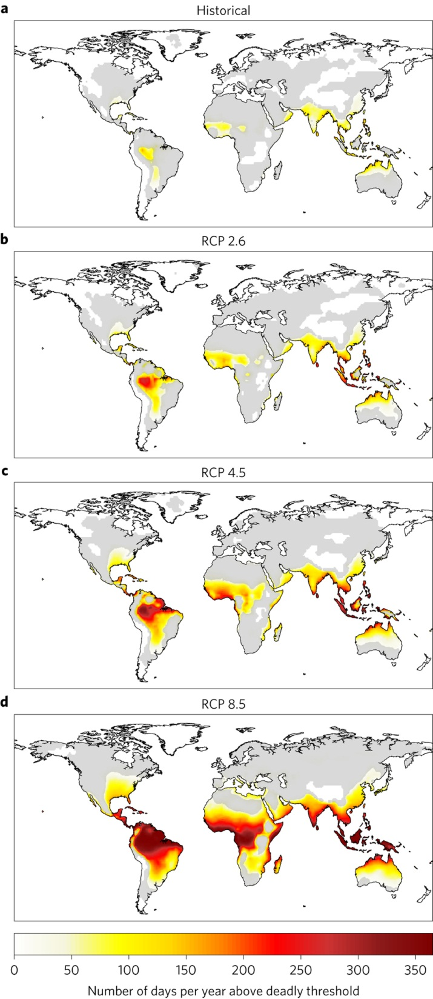 a
Historical
b
RCP 2.6
c
RCP 4.5
d
RCP 8.5
0 50 100 150 200 250 300 350
Number of days per year above deadly threshold